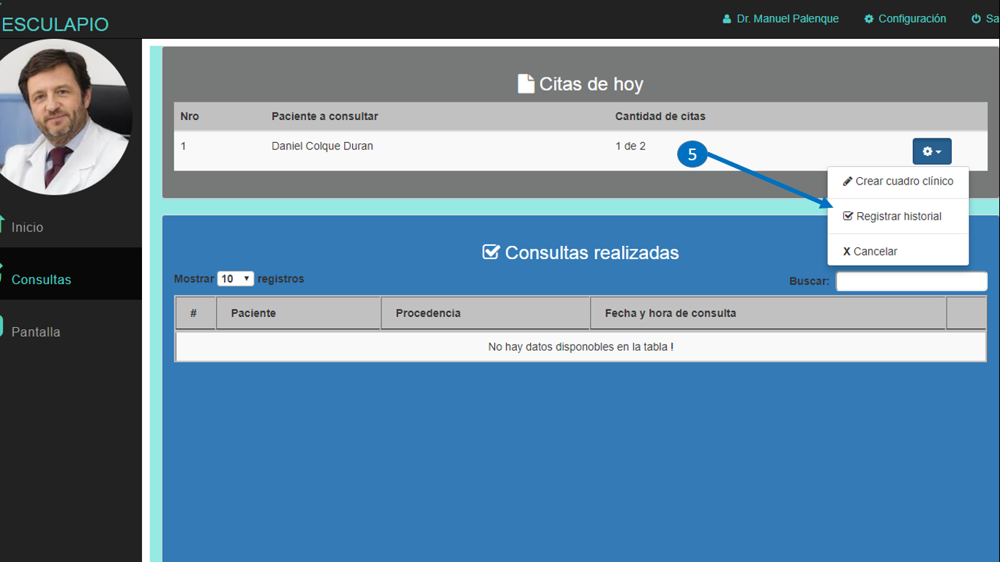 ESCULAPIO
Dr. Manuel Palenque
Configuración
Sa
Inicio
Consultas
Pantalla
Citas de hoy
Nro Paciente a consultar Cantidad de citas
1 Daniel Colque Duran 1 de 2
5
Crear cuadro clínico
Registrar historial
X Cancelar
Consultas realizadas
Mostrar 10 registros
Buscar:
# Paciente Procedencia Fecha y hora de consulta
No hay datos disponobles en la tabla !